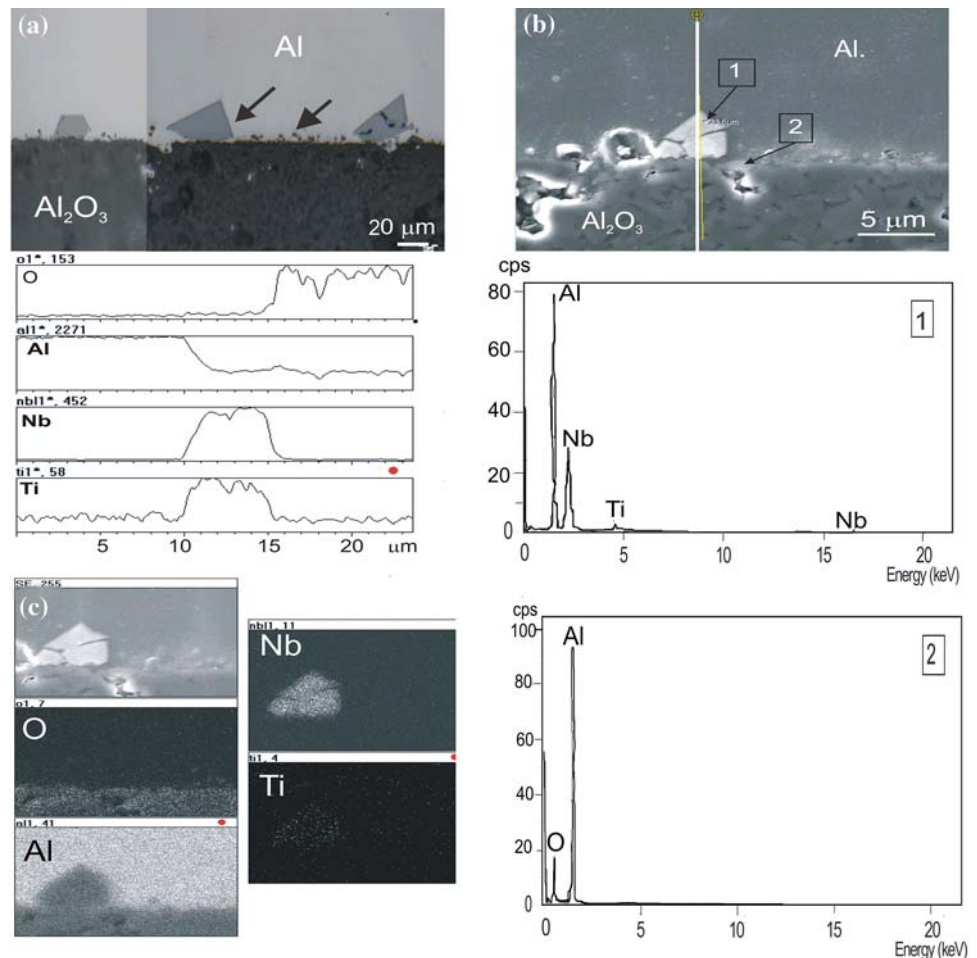 (a)
Al
Al₂O₃
20 μm
o1*, 153
O
al1*, 2271
Al
nbl1*, 452
Nb
ti1*, 58
Ti
5 10 15 20 μm
(b)
Al.
1
2
Al₂O₃
5 μm
cps
80
60
40
20
0
Al
Nb
Ti
Nb
1
0 5 10 15 20
Energy (keV)
(c)
SE, 255
o1, 7
O
al1, 41
Al
nbl1, 11
Nb
ti1, 4
Ti
cps
100
80
60
40
20
0
Al
O
2
0 5 10 15 20
Energy (keV)